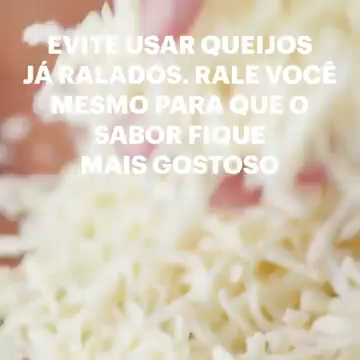 EVITE USAR QUEIJOS
JÁ RALADOS. RALE VOCÊ
MESMO PARA QUE O
SABOR FIQUE
MAIS GOSTOSO